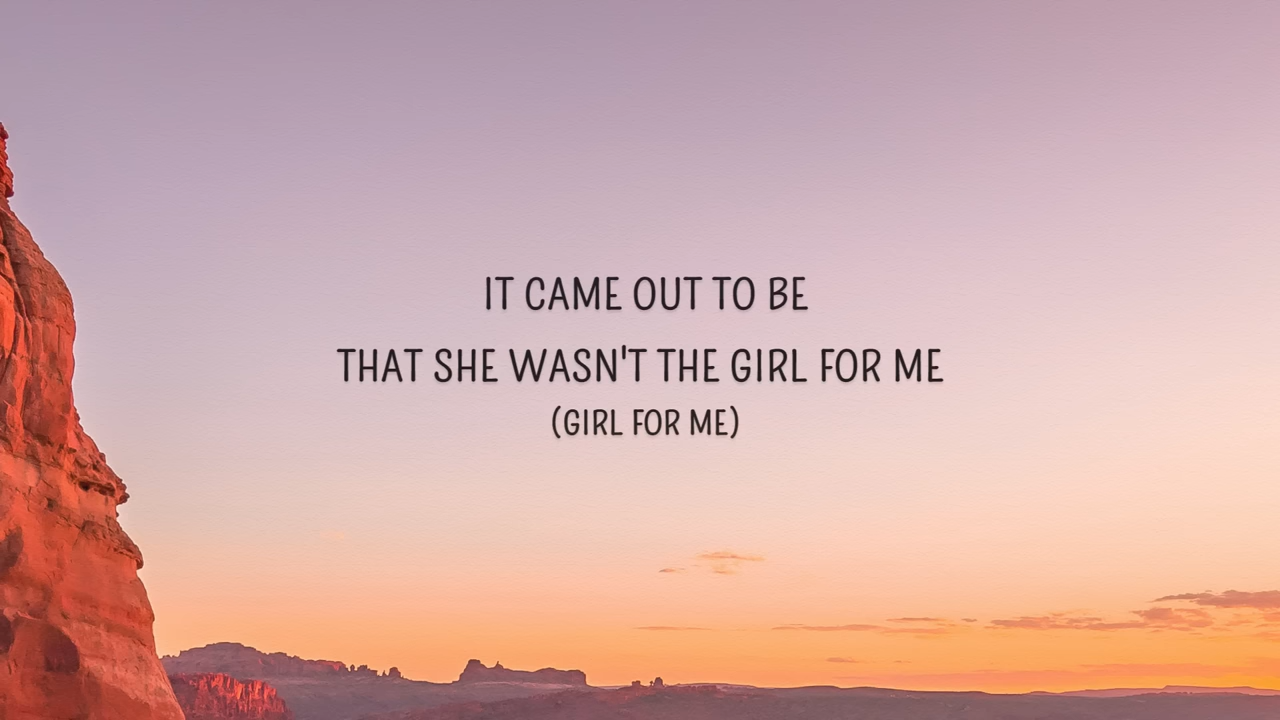 IT CAME OUT TO BE
THAT SHE WASN'T THE GIRL FOR ME
(GIRL FOR ME)